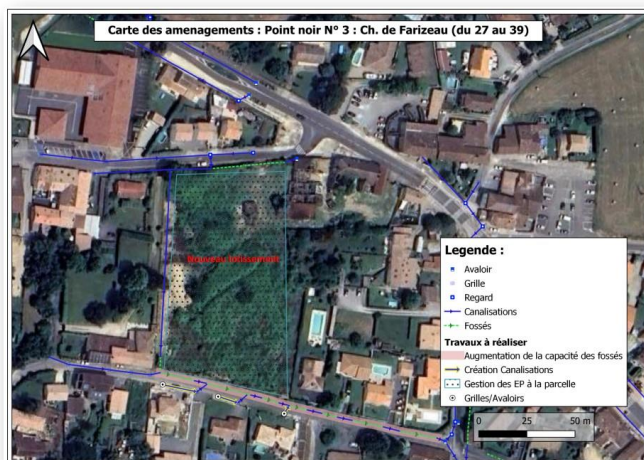 Carte des amenagements : Point noir N° 3 : Ch. de Farizeau (du 27 au 39)
Nouveau lotissement
Legende :
Avaloir
Grille
Regard
Canalisations
Fossés
Travaux à réaliser
Augmentation de la capacité des fossés
Création Canalisations
Gestion des EP à la parcelle
Grilles/Avaloirs
0 25 50 m